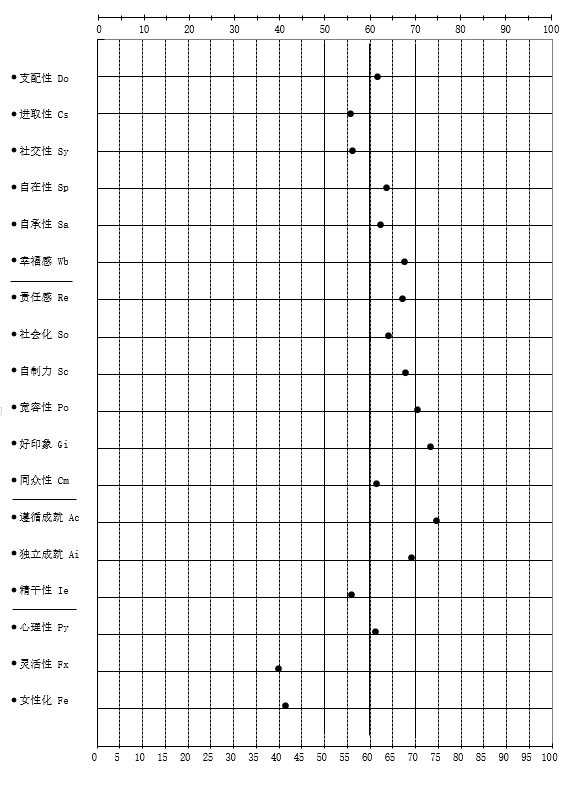 0 10 20 30 40 50 60 70 80 90 100
支配性 Do
进取性 Cs
社交性 Sy
自在性 Sp
自承性 Sa
幸福感 Wb
责任感 Re
社会化 So
自制力 Sc
宽容性 Po
好印象 Gi
同众性 Cm
遵循成就 Ac
独立成就 Ai
精干性 Ie
心理性 Py
灵活性 Fx
女性化 Fe
0 5 10 15 20 25 30 35 40 45 50 55 60 65 70 75 80 85 90 95 100